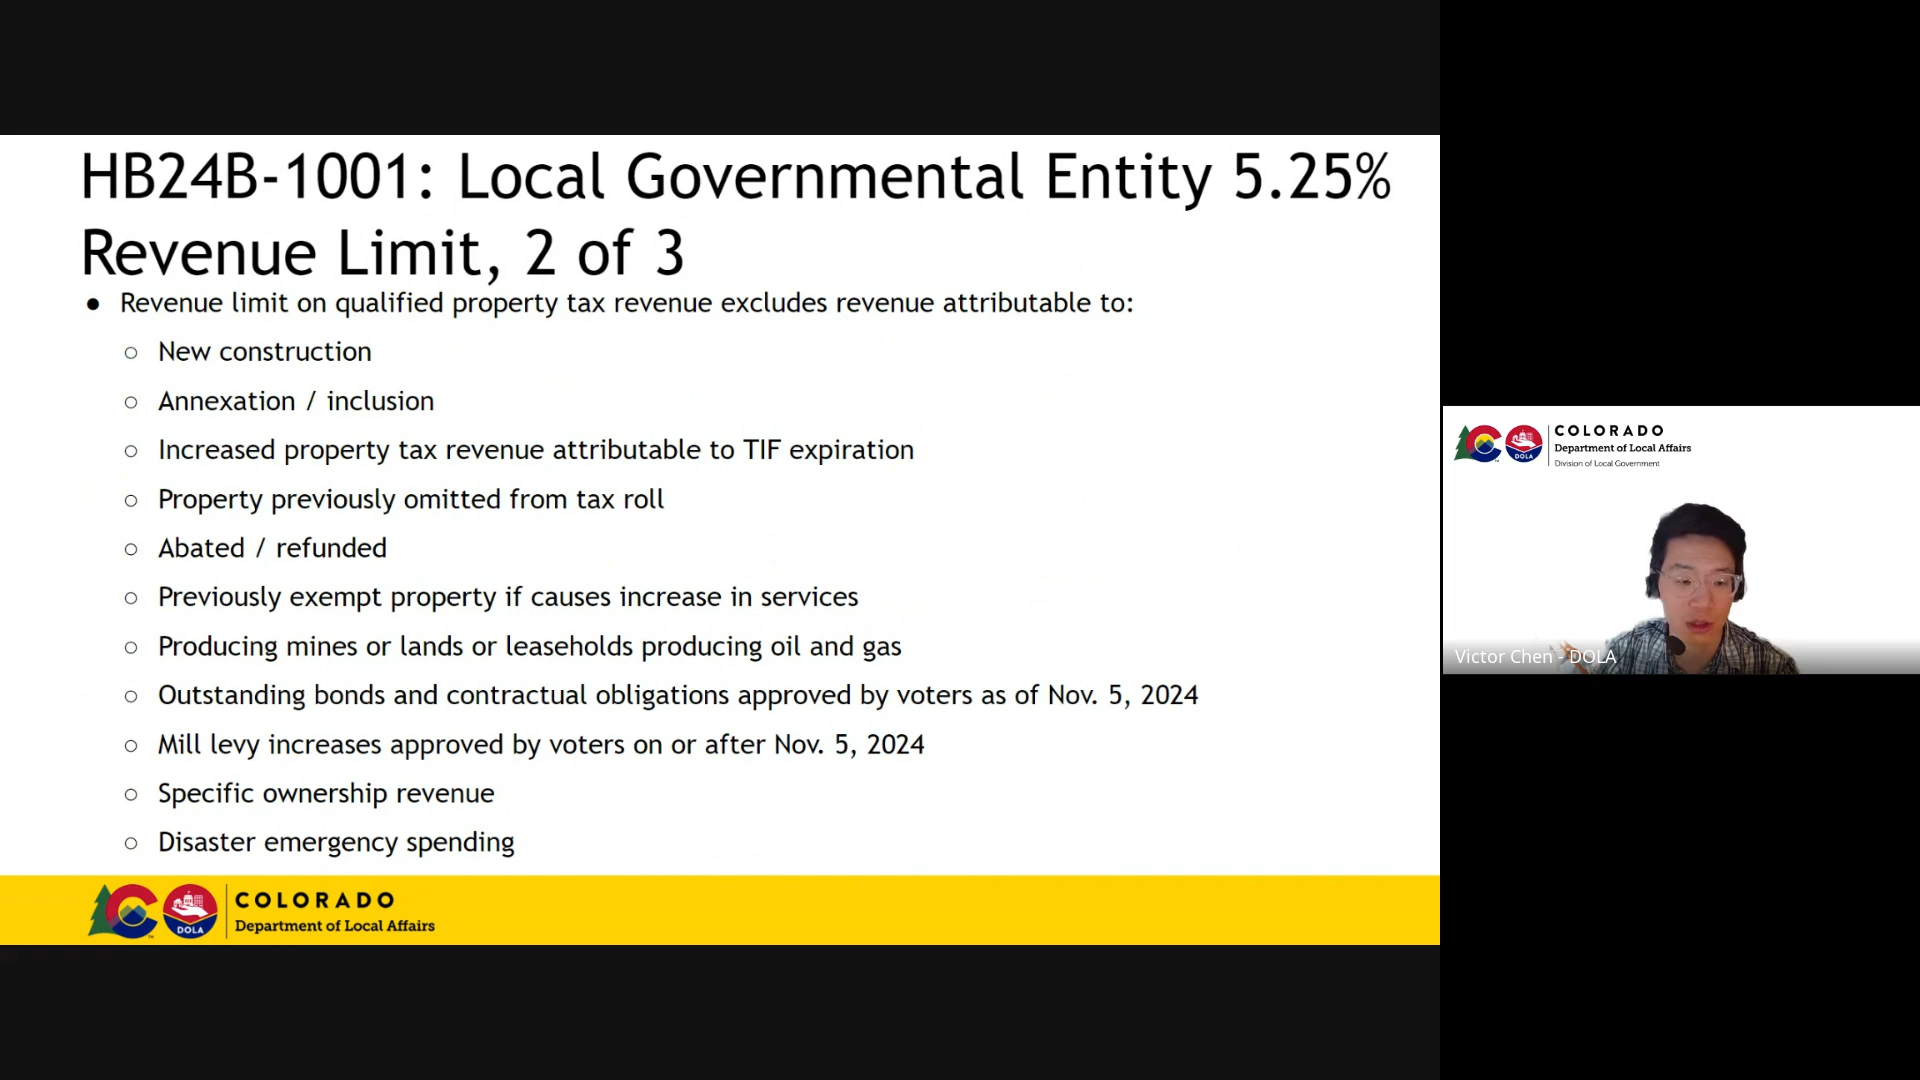 HB24B-1001: Local Governmental Entity 5.25%
Revenue Limit, 2 of 3
● Revenue limit on qualified property tax revenue excludes revenue attributable to:
○ New construction
○ Annexation / inclusion
○ Increased property tax revenue attributable to TIF expiration
○ Property previously omitted from tax roll
○ Abated / refunded
○ Previously exempt property if causes increase in services
○ Producing mines or lands or leaseholds producing oil and gas
○ Outstanding bonds and contractual obligations approved by voters as of Nov. 5, 2024
○ Mill levy increases approved by voters on or after Nov. 5, 2024
○ Specific ownership revenue
○ Disaster emergency spending
DOLA
COLORADO
Department of Local Affairs
DOLA
COLORADO
Department of Local Affairs
Division of Local Government
Victor Chen - DOLA